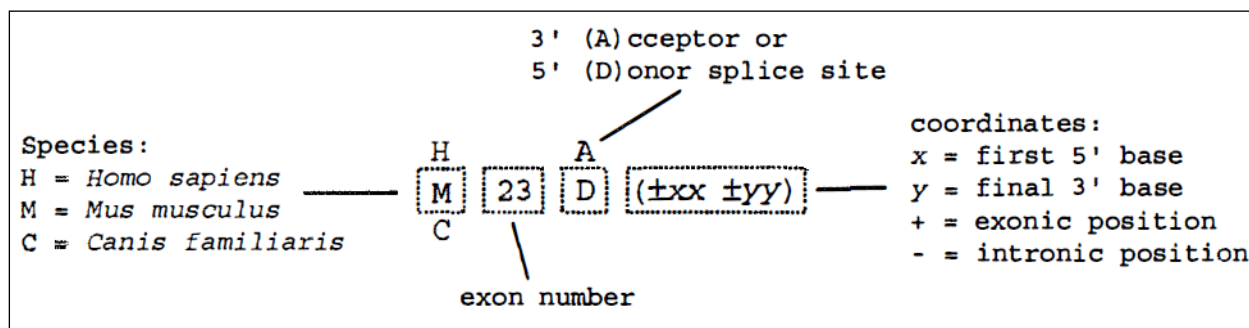 3' (A)cceptor or
5' (D)onor splice site
Species:
H = Homo sapiens
M = Mus musculus
C = Canis familiaris
H
M
C
23
A
D
(±xx ±yy)
exon number
coordinates:
x = first 5' base
y = final 3' base
+ = exonic position
- = intronic position